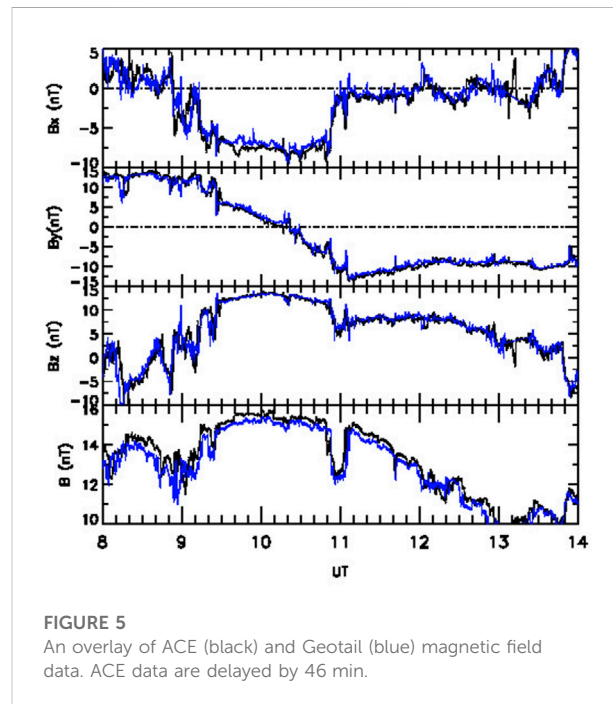 5
0
-5
-10
Bx (nT)
15
10
5
0
-5
-10
-15
By(nT)
15
10
5
0
-5
-10
Bz (nT)
16
14
12
10
B (nT)
8 9 10 11 12 13 14
UT
FIGURE 5
An overlay of ACE (black) and Geotail (blue) magnetic field
data. ACE data are delayed by 46 min.